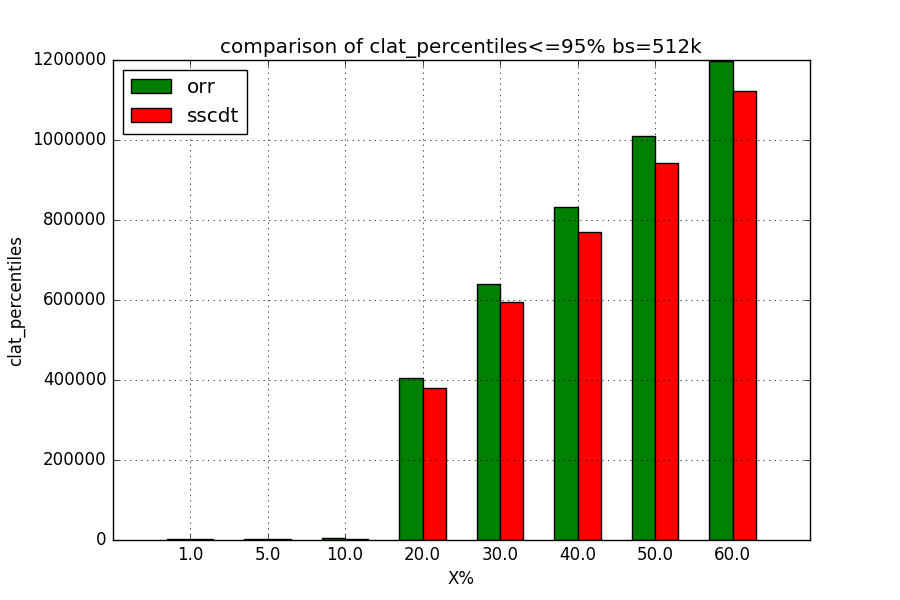 comparison of clat_percentiles<=95% bs=512k
1200000
1000000
800000
600000
400000
200000
0
clat_percentiles
orr
sscdt
1.0 5.0 10.0 20.0 30.0 40.0 50.0 60.0
X%